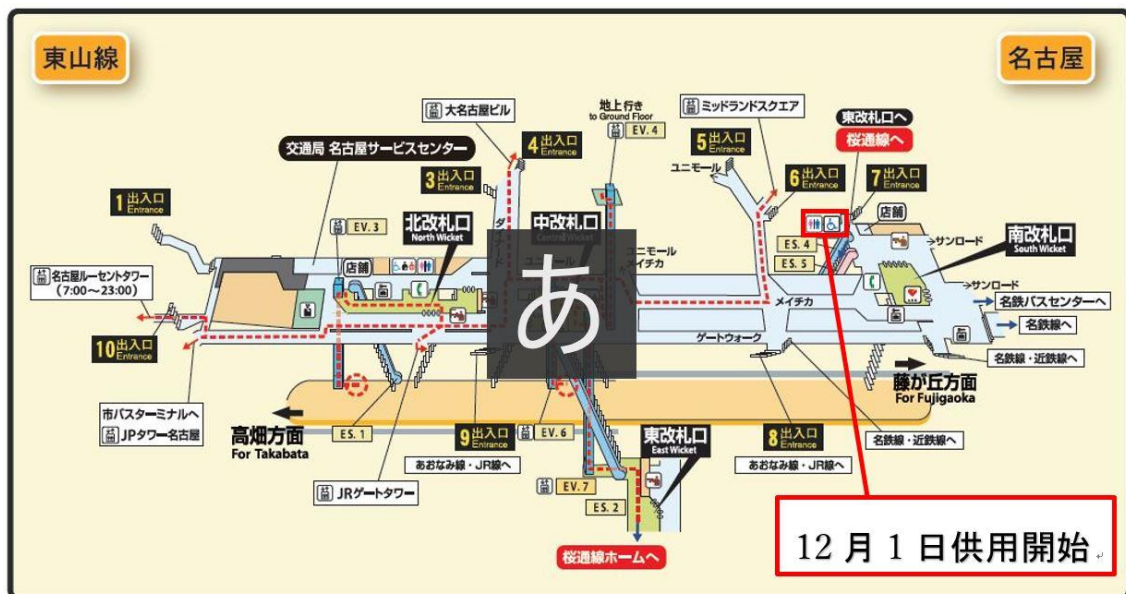 東山線
名古屋
交通局 名古屋サービスセンター
大名古屋ビル
地上行き
to Ground Floor
EV. 4
ミッドランドスクエア
東改札口へ
桜通線へ
1 出入口
Entrance
3 出入口
Entrance
4 出入口
Entrance
5 出入口
Entrance
ユニモール
6 出入口
Entrance
7 出入口
Entrance
EV. 3
北改札口
North Wicket
中改札口
店舗
店舗
ES. 4
ES. 5
南改札口
South Wicket
サンロード
サンロード
ユニモール
メイチカ
メイチカ
名古屋ルーセントタワー
(7:00〜23:00)
名鉄バスセンターへ
名鉄線へ
名鉄線・近鉄線へ
ゲートウォーク
10 出入口
Entrance
藤が丘方面
For Fujigaoka
市バスターミナルへ
JPタワー名古屋
高畑方面
For Takabata
ES. 1
9 出入口
Entrance
あおなみ線・JR線へ
EV. 6
東改札口
East Wicket
8 出入口
Entrance
あおなみ線・JR線へ
名鉄線・近鉄線へ
JRゲートタワー
EV. 7
ES. 2
桜通線ホームへ
12月1日供用開始
あ